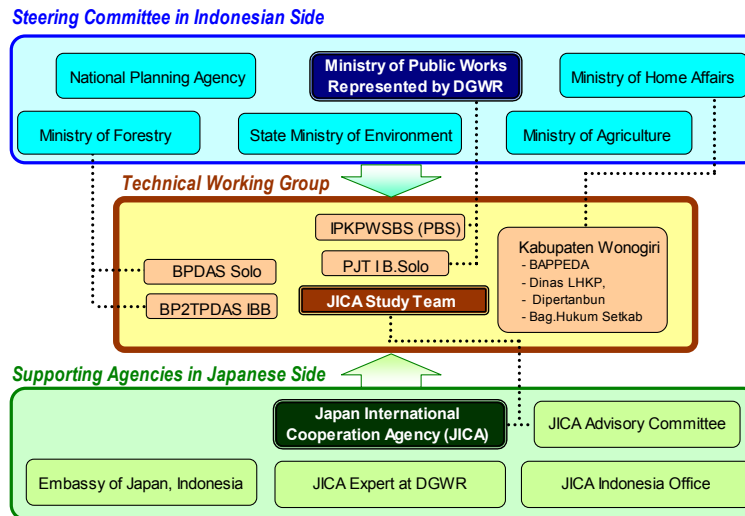 Steering Committee in Indonesian Side
National Planning Agency
Ministry of Public Works
Represented by DGWR
Ministry of Home Affairs
Ministry of Forestry
State Ministry of Environment
Ministry of Agriculture
Technical Working Group
IPKPWSBS (PBS)
PJT I B.Solo
JICA Study Team
BPDAS Solo
BP2TPDAS IBB
Kabupaten Wonogiri
- BAPPEDA
- Dinas LHKP,
- Dipertanbun
- Bag.Hukum Setkab
Supporting Agencies in Japanese Side
Japan International
Cooperation Agency (JICA)
JICA Advisory Committee
Embassy of Japan, Indonesia
JICA Expert at DGWR
JICA Indonesia Office